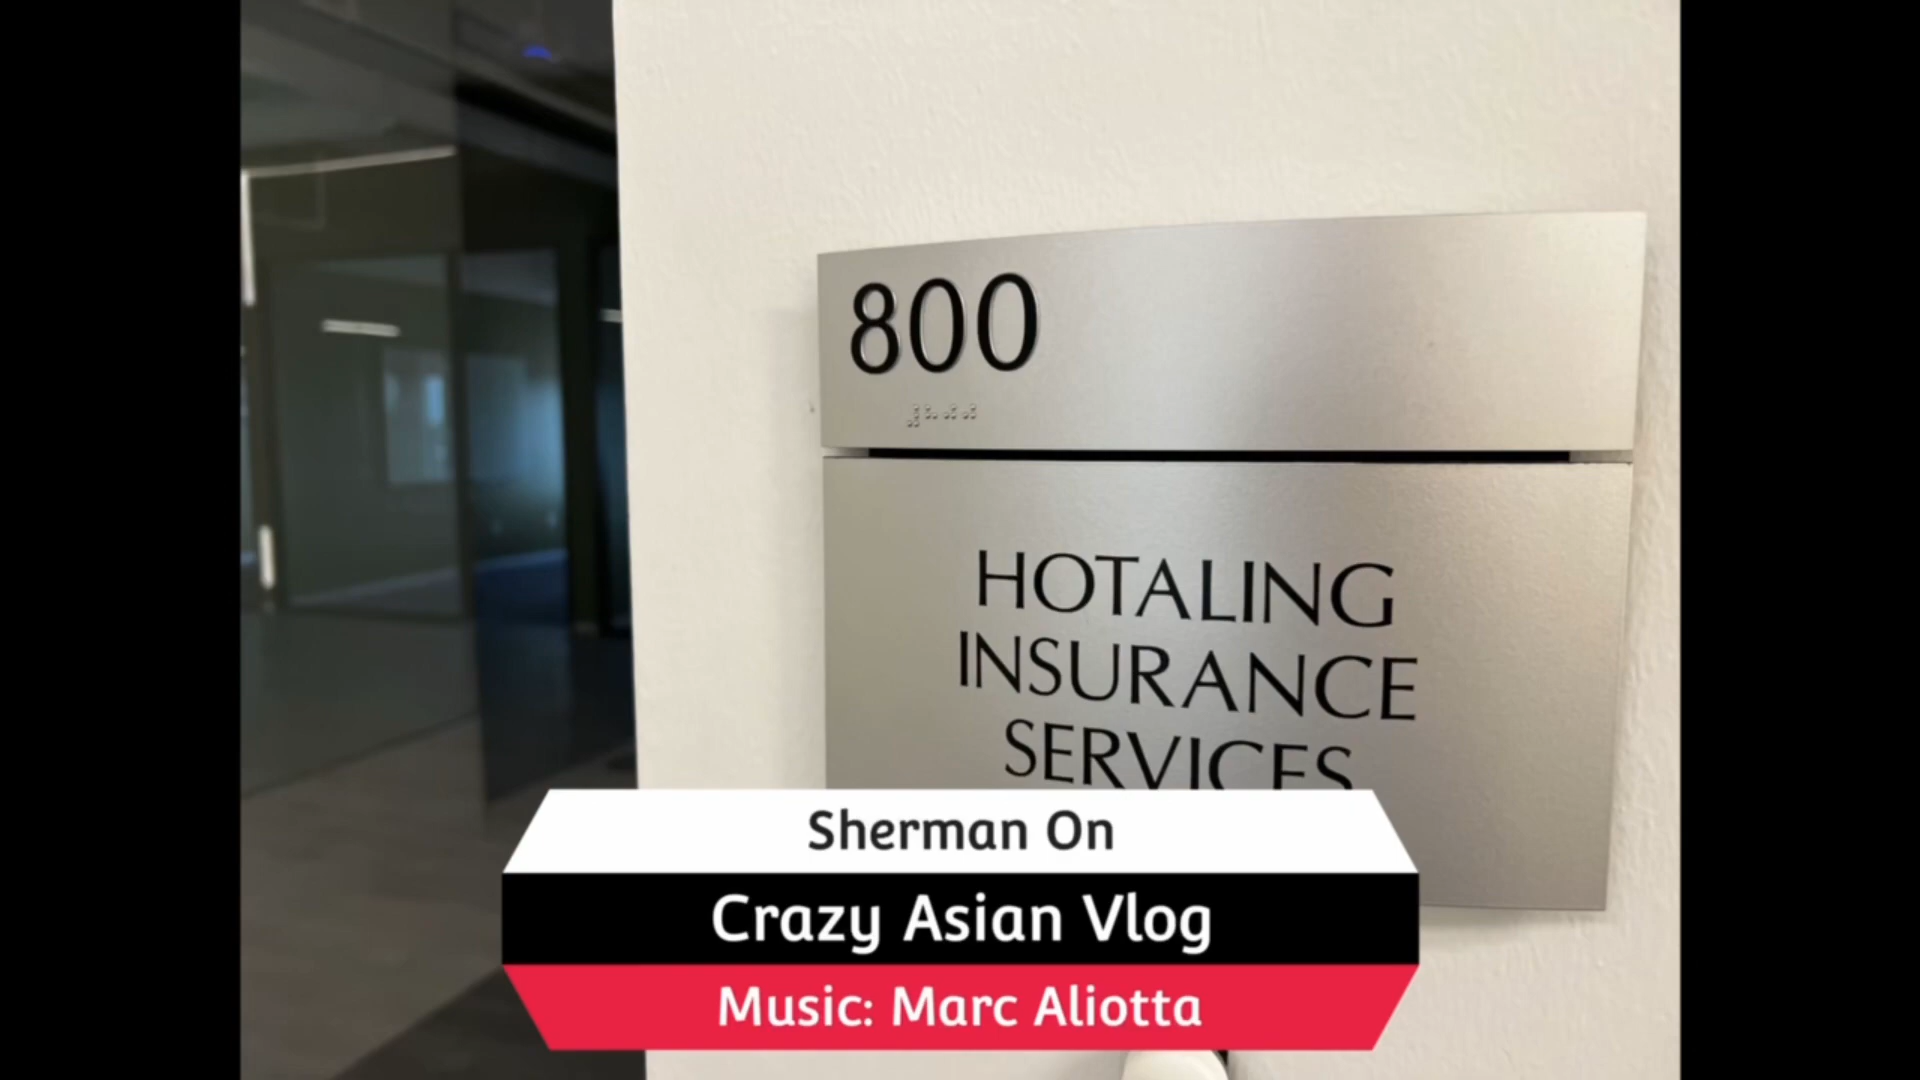 800
HOTALING
INSURANCE
SERVICES
Sherman On
Crazy Asian Vlog
Music: Marc Aliotta